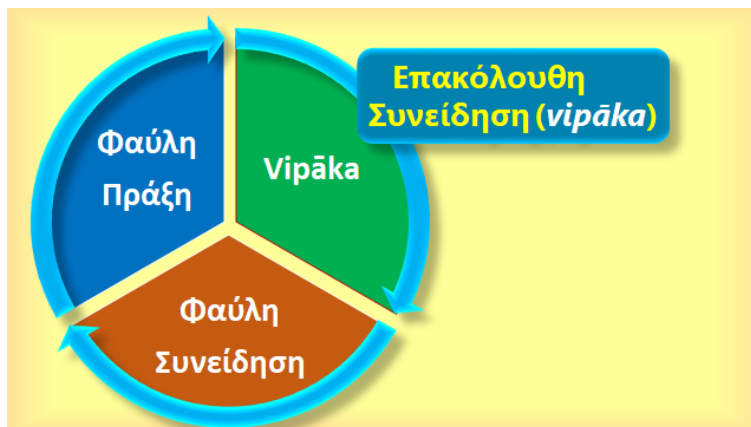 Επακόλουθη
Συνείδηση (vipāka)
Φαύλη
Πράξη
Vipāka
Φαύλη
Συνείδηση